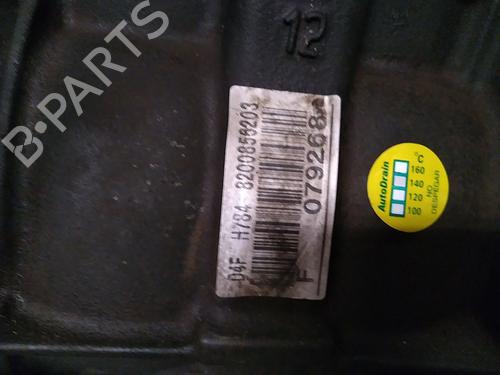 B-PARTS
12
D4F H784 8200858203
079268
F
AutoDrain
°C
160
140
120
100
NO DESPEGAR